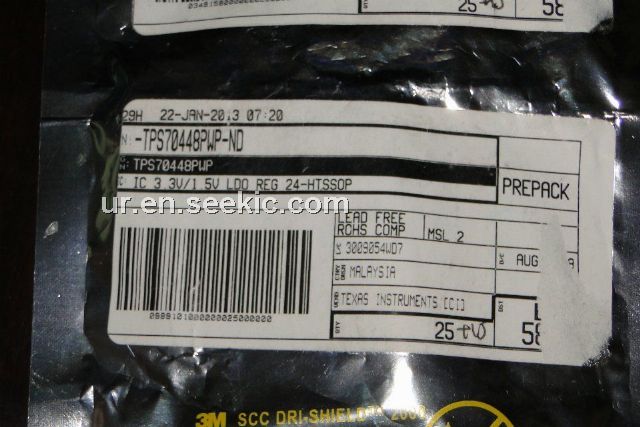 25
58
29H 22-JAN-2013 07:20
N: -TPS70448PWP-ND
TPS70448PWP
IC 3.3V/1.5V LDO REG 24-HTSSOP
PREPACK
LEAD FREE
ROHS COMP MSL 2
3009054WD7
AUG
MALAYSIA
TEXAS INSTRUMENTS [CI]
QTY 25
58
ur.en.seekic.com
3M SCC DRI-SHIELD